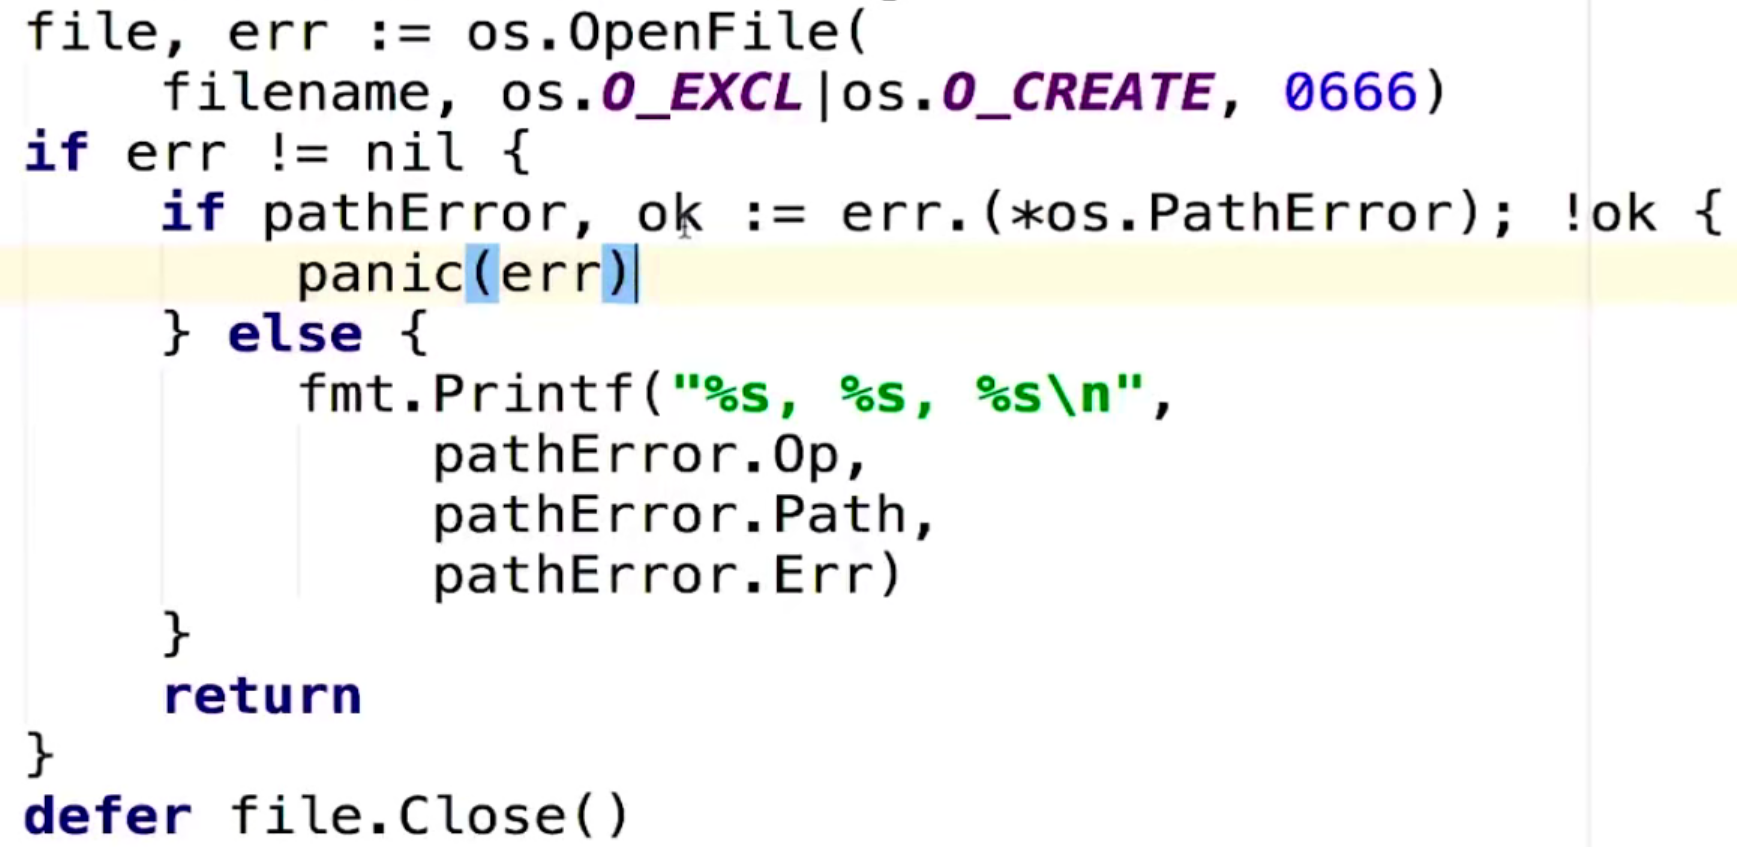 file, err := os.OpenFile(
    filename, os.O_EXCL|os.O_CREATE, 0666)
if err != nil {
    if pathError, ok := err.(*os.PathError); !ok {
        panic(err)
    } else {
        fmt.Printf("%s, %s, %s\n",
            pathError.Op,
            pathError.Path,
            pathError.Err)
    }
    return
}
defer file.Close()